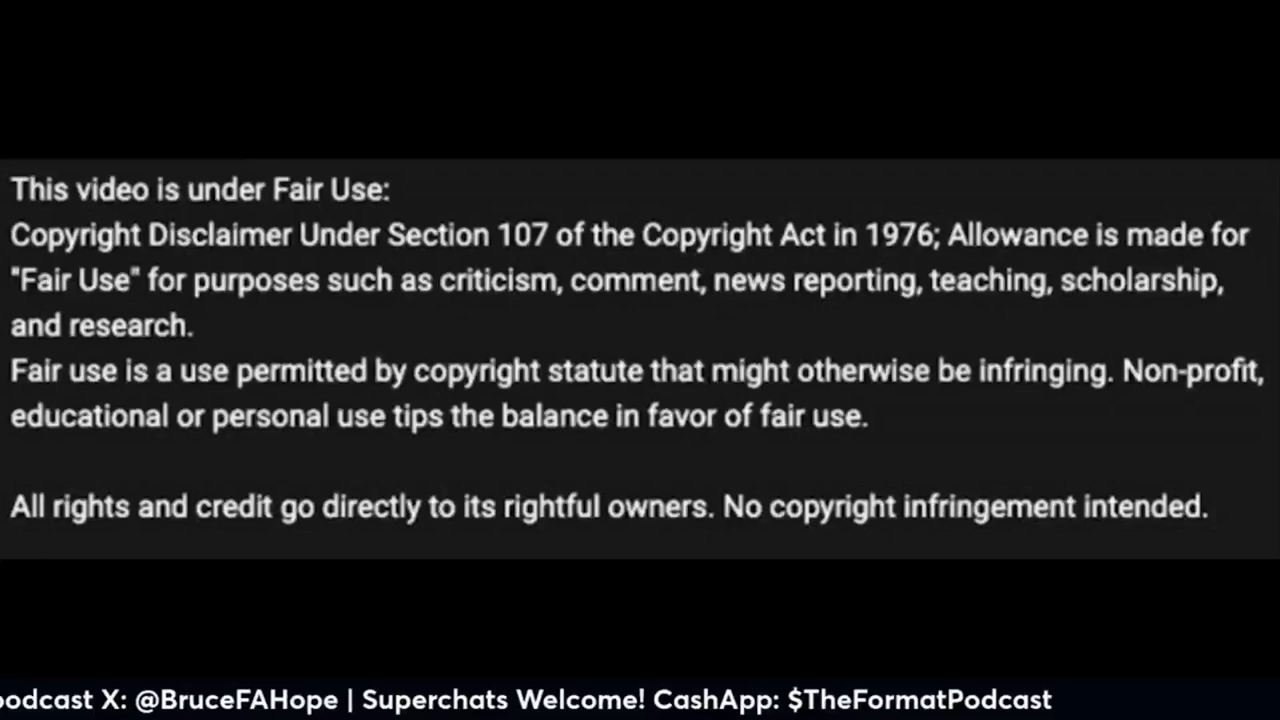 This video is under Fair Use:
Copyright Disclaimer Under Section 107 of the Copyright Act in 1976; Allowance is made for
"Fair Use" for purposes such as criticism, comment, news reporting, teaching, scholarship,
and research.
Fair use is a use permitted by copyright statute that might otherwise be infringing. Non-profit,
educational or personal use tips the balance in favor of fair use.
All rights and credit go directly to its rightful owners. No copyright infringement intended.
X: @BruceFAHope | Superchats Welcome! CashApp: $TheFormatPodcast